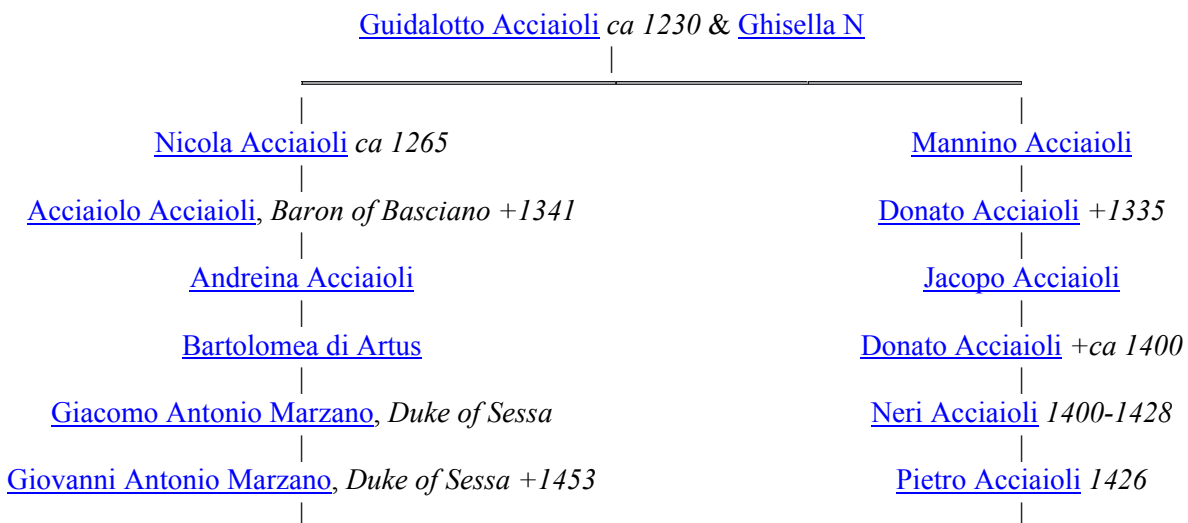 Guidalotto Acciaioli ca 1230 & Ghisella N
Nicola Acciaioli ca 1265
Mannino Acciaioli
Acciaiolo Acciaioli, Baron of Basciano +1341
Donato Acciaioli +1335
Andreina Acciaioli
Jacopo Acciaioli
Bartolomea di Artus
Donato Acciaioli +ca 1400
Giacomo Antonio Marzano, Duke of Sessa
Neri Acciaioli 1400-1428
Giovanni Antonio Marzano, Duke of Sessa +1453
Pietro Acciaioli 1426